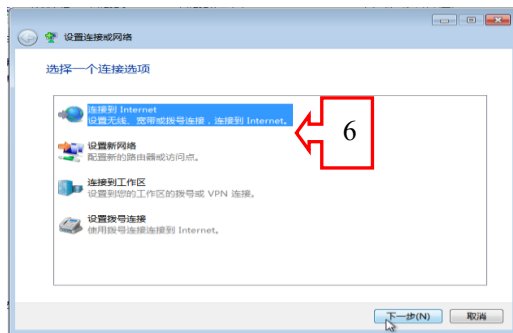 设置连接或网络
选择一个连接选项
连接到 Internet
设置无线、宽带或拨号连接，连接到 Internet。
6
设置新网络
配置新的路由器或访问点。
连接到工作区
设置到您的工作区的拨号或 VPN 连接。
设置拨号连接
使用拨号连接连接到 Internet。
下一步(N)
取消